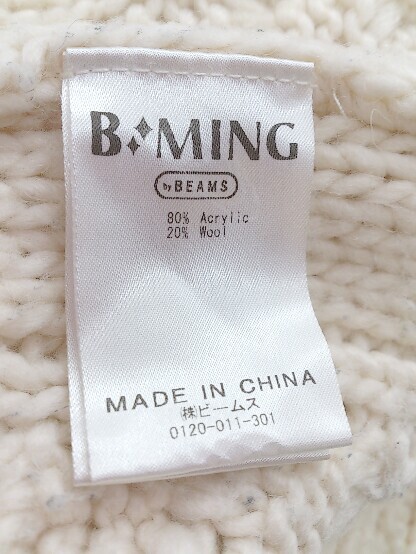 B MING
by BEAMS
80% Acrylic
20% Wool
MADE IN CHINA
㈱ビームス
0120-011-301